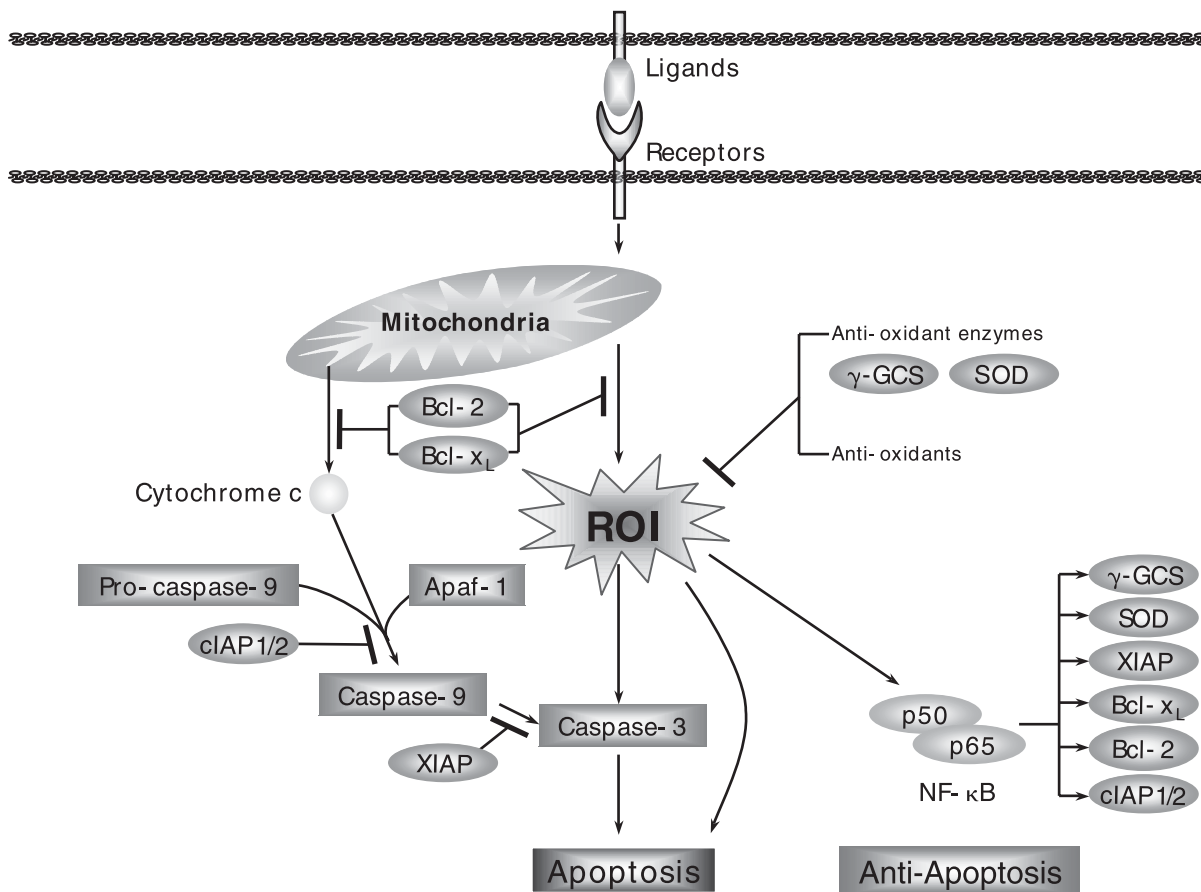 Ligands
Receptors
Mitochondria
Anti-oxidant enzymes
γ-GCS SOD
Anti-oxidants
Bcl-2
Bcl-xL
Cytochrome c
ROI
Pro-caspase-9
Apaf-1
cIAP1/2
Caspase-9
Caspase-3
XIAP
p50
p65
NF-κB
γ-GCS
SOD
XIAP
Bcl-xL
Bcl-2
cIAP1/2
Apoptosis
Anti-Apoptosis